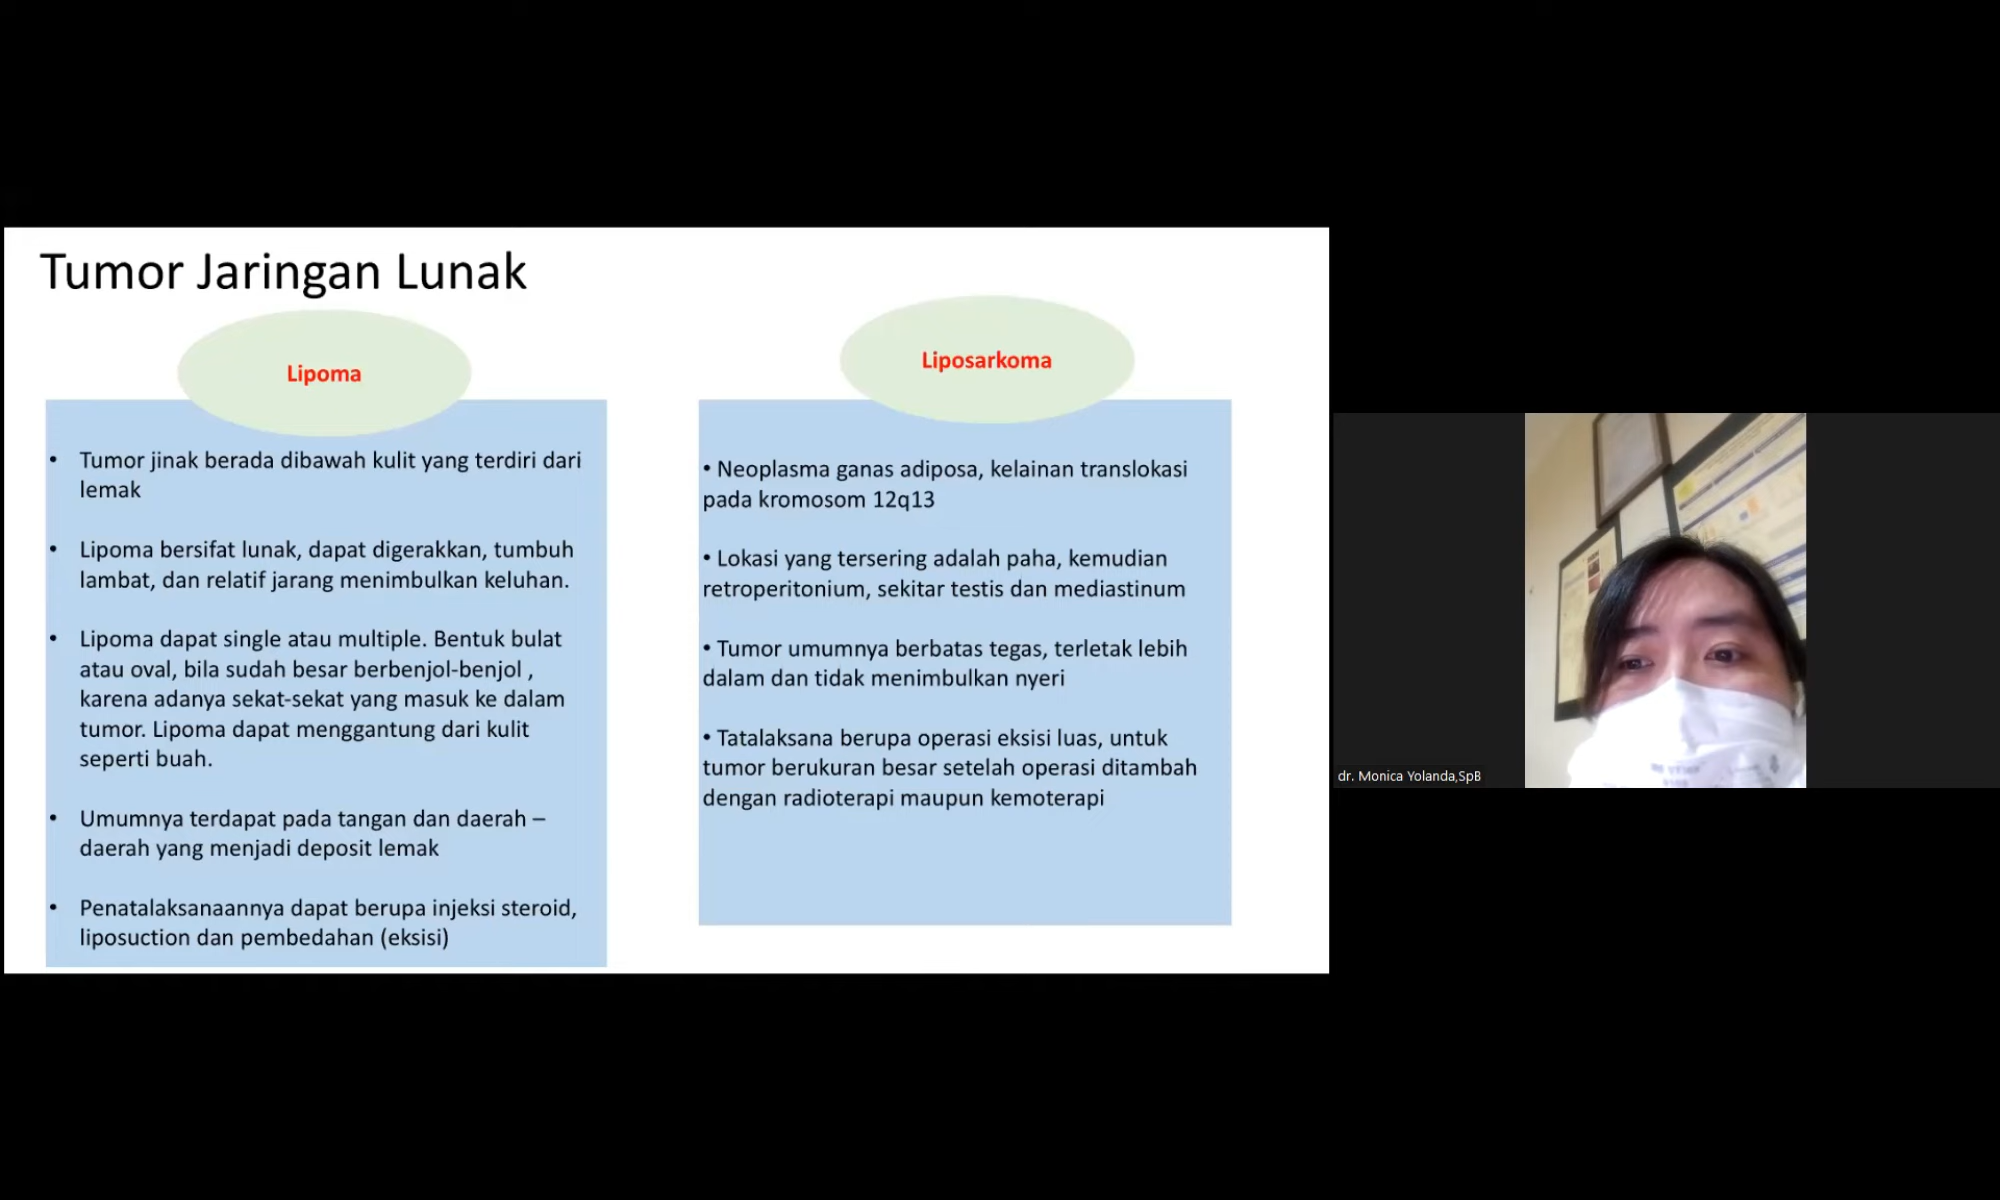 Tumor Jaringan Lunak
Lipoma
• Tumor jinak berada dibawah kulit yang terdiri dari
lemak
• Lipoma bersifat lunak, dapat digerakkan, tumbuh
lambat, dan relatif jarang menimbulkan keluhan.
• Lipoma dapat single atau multiple. Bentuk bulat
atau oval, bila sudah besar berbenjol-benjol ,
karena adanya sekat-sekat yang masuk ke dalam
tumor. Lipoma dapat menggantung dari kulit
seperti buah.
• Umumnya terdapat pada tangan dan daerah –
daerah yang menjadi deposit lemak
• Penatalaksanaannya dapat berupa injeksi steroid,
liposuction dan pembedahan (eksisi)
Liposarkoma
• Neoplasma ganas adiposa, kelainan translokasi
pada kromosom 12q13
• Lokasi yang tersering adalah paha, kemudian
retroperitonium, sekitar testis dan mediastinum
• Tumor umumnya berbatas tegas, terletak lebih
dalam dan tidak menimbulkan nyeri
• Tatalaksana berupa operasi eksisi luas, untuk
tumor berukuran besar setelah operasi ditambah
dengan radioterapi maupun kemoterapi
dr. Monica Yolanda,SpB